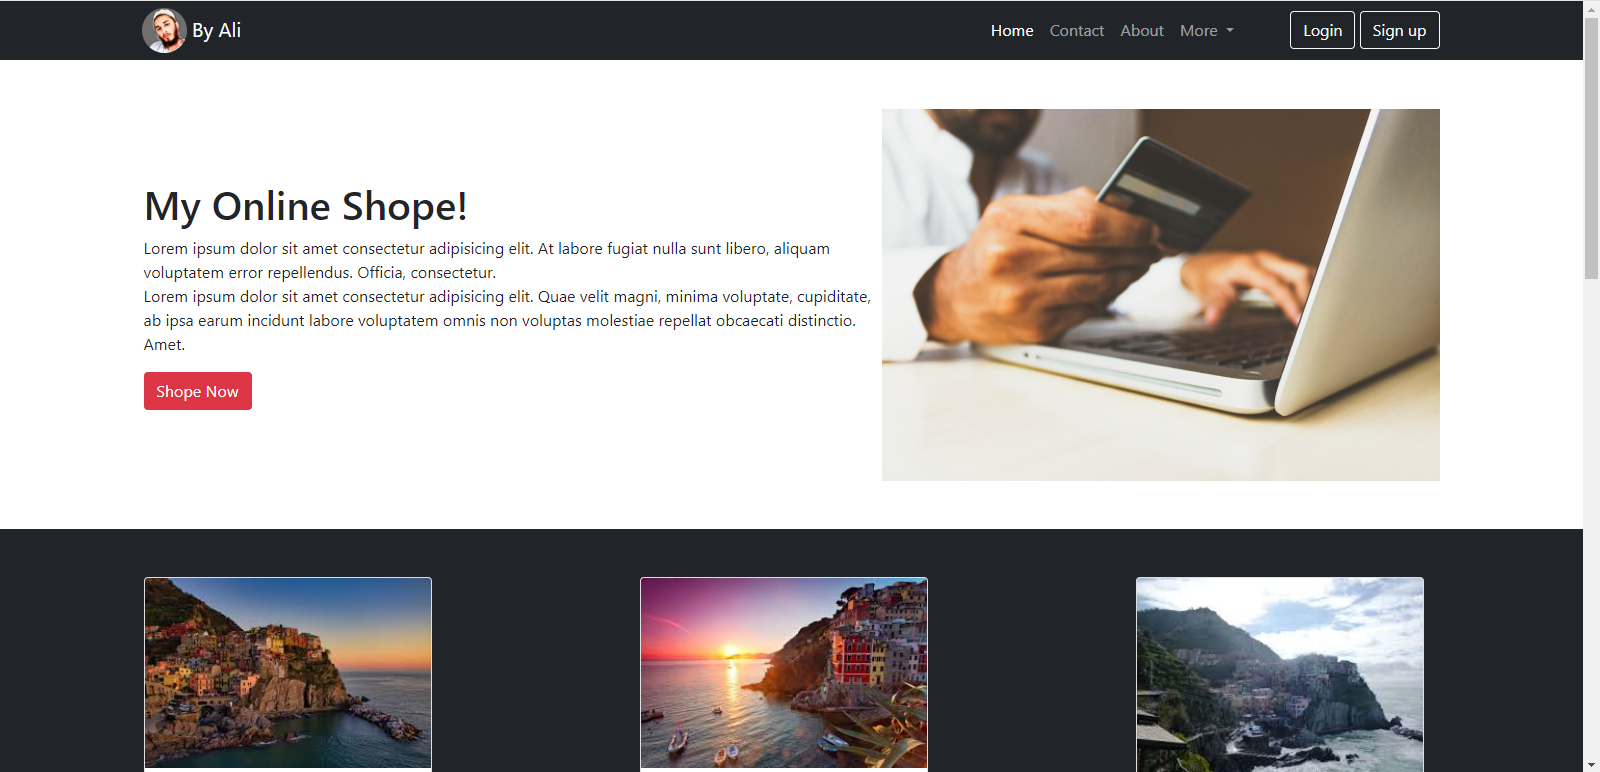 By Ali
Home Contact About More Login Sign up
My Online Shope!
Lorem ipsum dolor sit amet consectetur adipisicing elit. At labore fugiat nulla sunt libero, aliquam
voluptatem error repellendus. Officia, consectetur.
Lorem ipsum dolor sit amet consectetur adipisicing elit. Quae velit magni, minima voluptate, cupiditate,
ab ipsa earum incidunt labore voluptatem omnis non voluptas molestiae repellat obcaecati distinctio.
Amet.
Shope Now